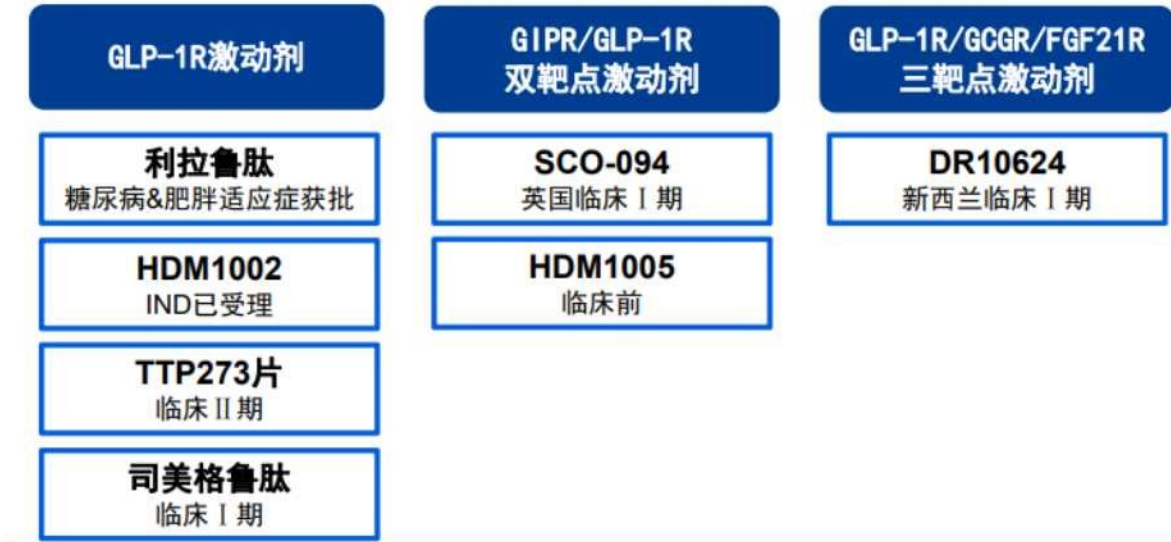 GLP-1R激动剂
利拉鲁肽
糖尿病&肥胖适应症获批
HDM1002
IND已受理
TTP273片
临床Ⅱ期
司美格鲁肽
临床Ⅰ期
GIPR/GLP-1R
双靶点激动剂
SCO-094
英国临床Ⅰ期
HDM1005
临床前
GLP-1R/GCGR/FGF21R
三靶点激动剂
DR10624
新西兰临床Ⅰ期